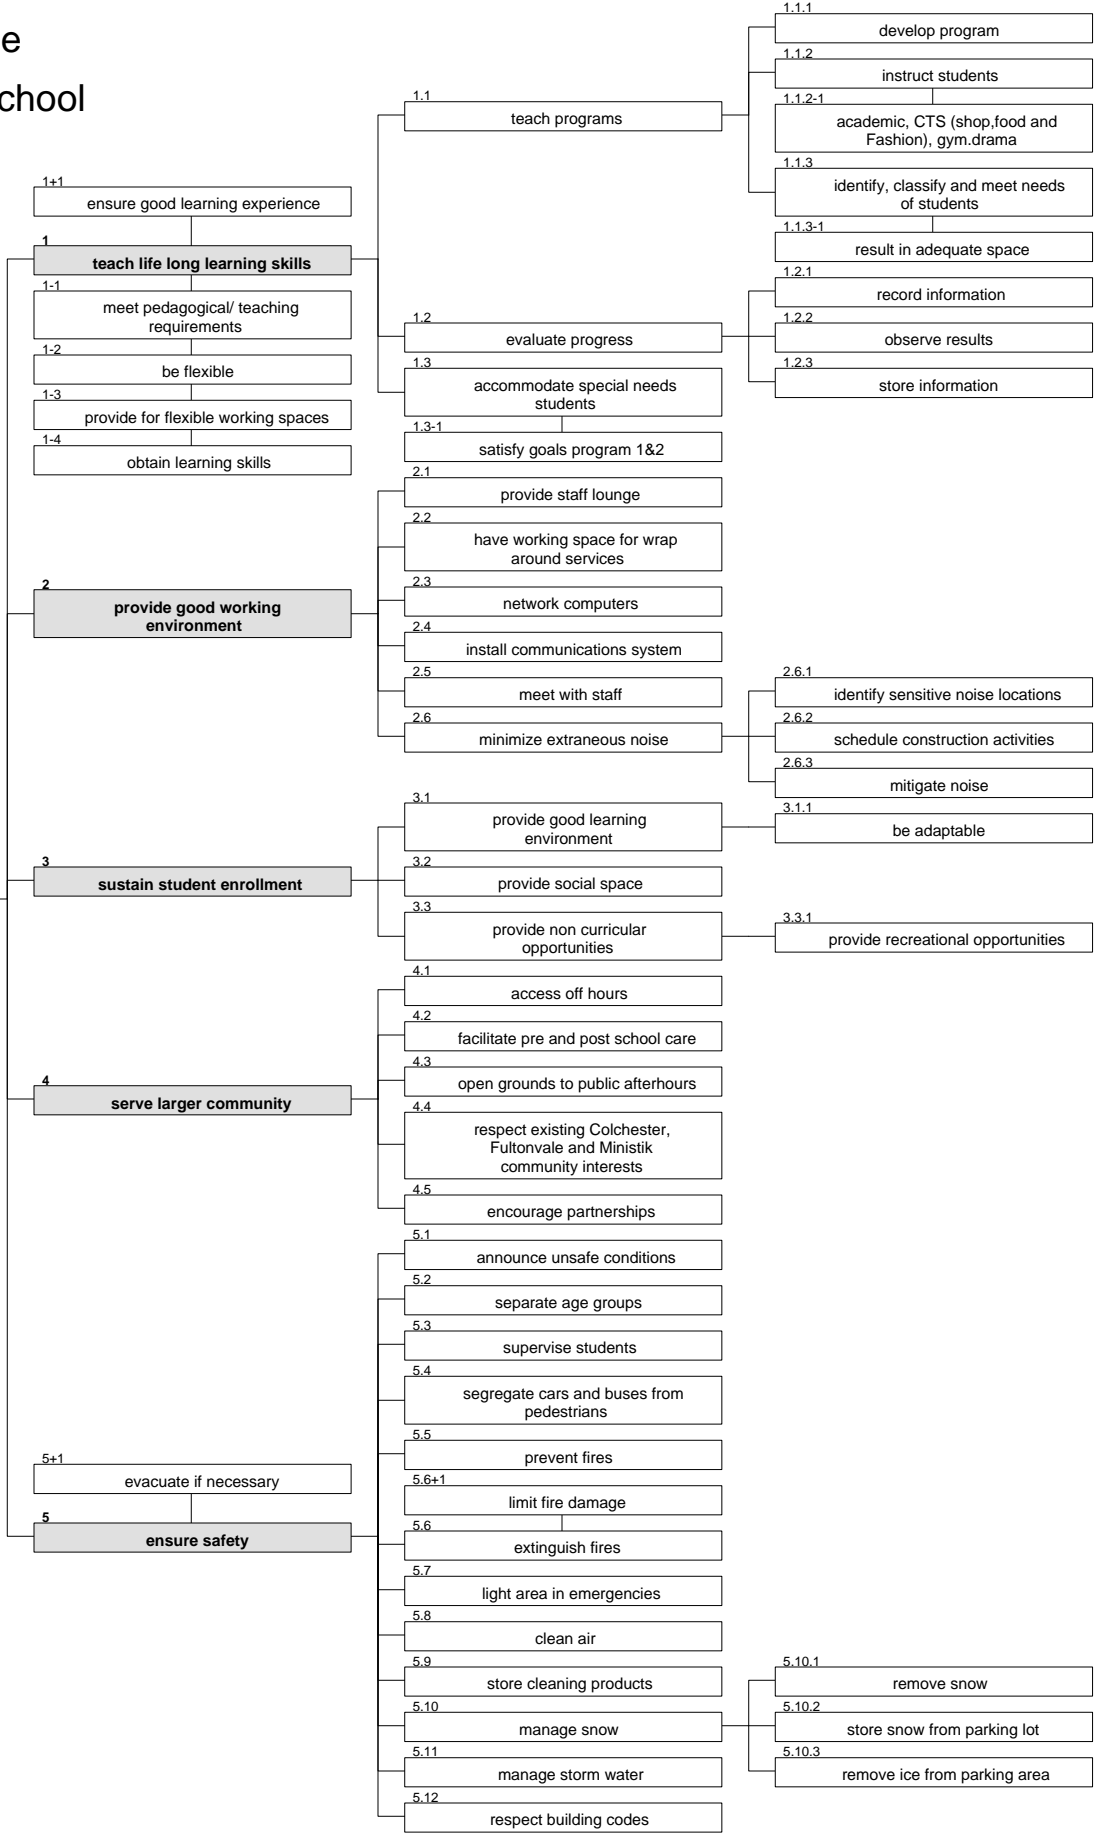 e
chool
1+1
ensure good learning experience
1
teach life long learning skills
1-1
meet pedagogical/ teaching
requirements
1-2
be flexible
1-3
provide for flexible working spaces
1-4
obtain learning skills
1.1
teach programs
1.1.1
develop program
1.1.2
instruct students
1.1.2-1
academic, CTS (shop,food and
Fashion), gym.drama
1.1.3
identify, classify and meet needs
of students
1.1.3-1
result in adequate space
1.2
evaluate progress
1.2.1
record information
1.2.2
observe results
1.2.3
store information
1.3
accommodate special needs
students
1.3-1
satisfy goals program 1&2
2
provide good working
environment
2.1
provide staff lounge
2.2
have working space for wrap
around services
2.3
network computers
2.4
install communications system
2.5
meet with staff
2.6
minimize extraneous noise
2.6.1
identify sensitive noise locations
2.6.2
schedule construction activities
2.6.3
mitigate noise
3
sustain student enrollment
3.1
provide good learning
environment
3.1.1
be adaptable
3.2
provide social space
3.3
provide non curricular
opportunities
3.3.1
provide recreational opportunities
4
serve larger community
4.1
access off hours
4.2
facilitate pre and post school care
4.3
open grounds to public afterhours
4.4
respect existing Colchester,
Fultonvale and Ministik
community interests
4.5
encourage partnerships
5+1
evacuate if necessary
5
ensure safety
5.1
announce unsafe conditions
5.2
separate age groups
5.3
supervise students
5.4
segregate cars and buses from
pedestrians
5.5
prevent fires
5.6+1
limit fire damage
5.6
extinguish fires
5.7
light area in emergencies
5.8
clean air
5.9
store cleaning products
5.10
manage snow
5.10.1
remove snow
5.10.2
store snow from parking lot
5.10.3
remove ice from parking area
5.11
manage storm water
5.12
respect building codes